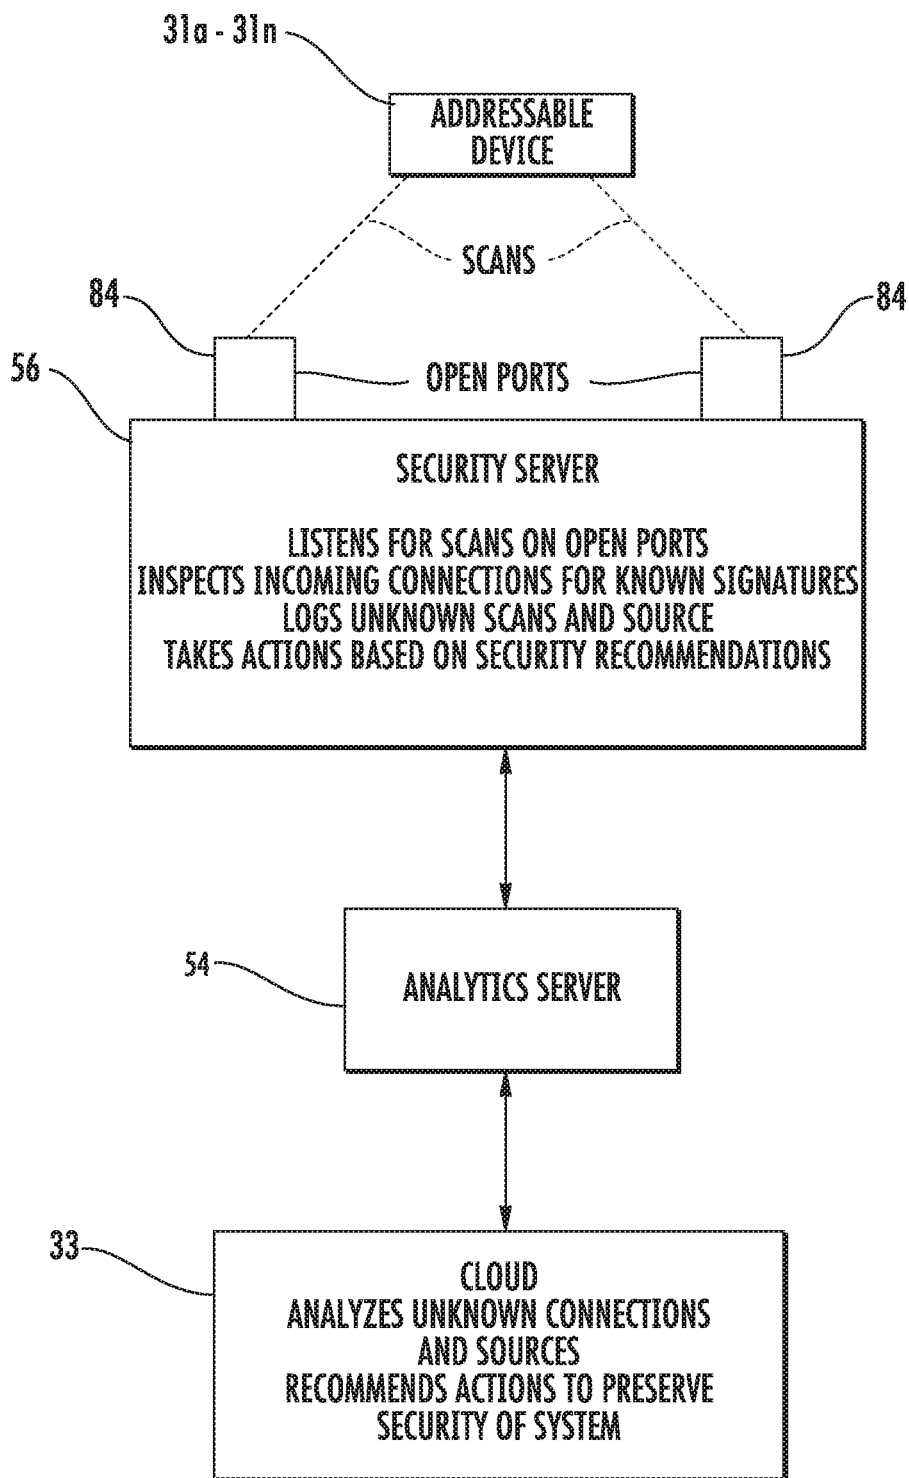 31a - 31n
ADDRESSABLE
DEVICE
SCANS
84
84
56
OPEN PORTS
SECURITY SERVER
LISTENS FOR SCANS ON OPEN PORTS
INSPECTS INCOMING CONNECTIONS FOR KNOWN SIGNATURES
LOGS UNKNOWN SCANS AND SOURCE
TAKES ACTIONS BASED ON SECURITY RECOMMENDATIONS
54
ANALYTICS SERVER
33
CLOUD
ANALYZES UNKNOWN CONNECTIONS
AND SOURCES
RECOMMENDS ACTIONS TO PRESERVE
SECURITY OF SYSTEM